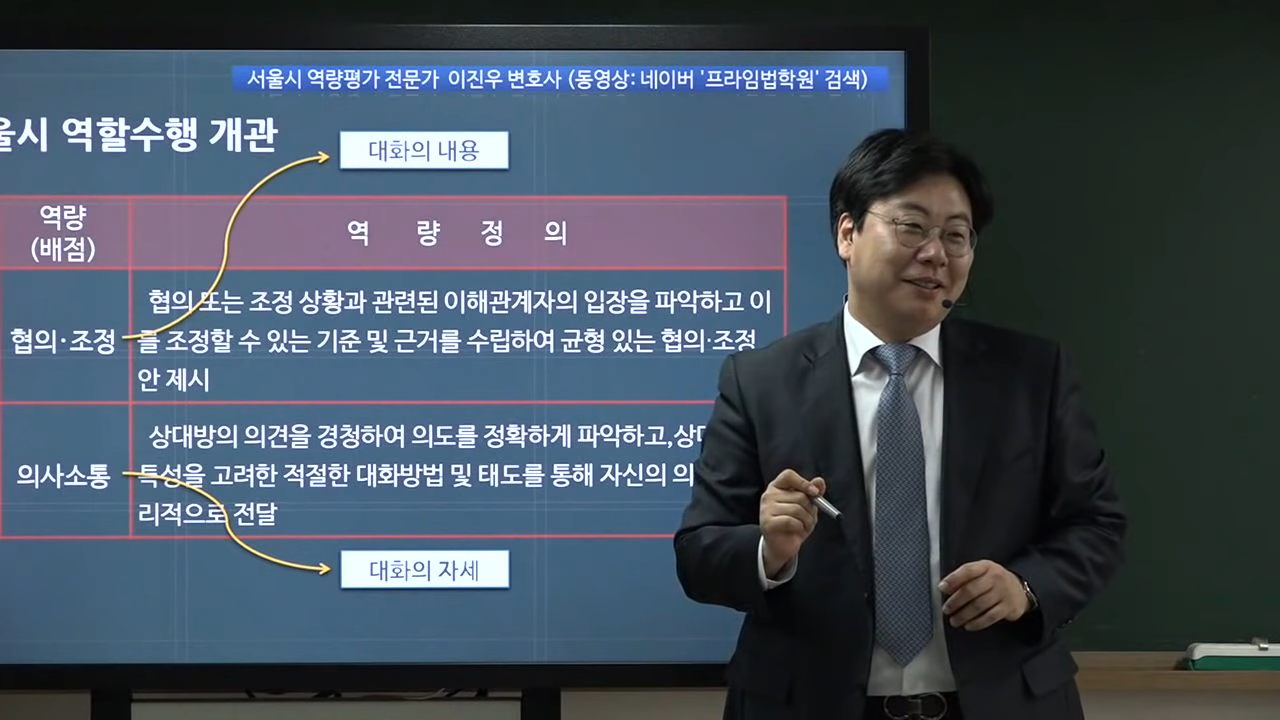 서울시 역량평가 전문가 이진우 변호사 (동영상: 네이버 '프라임법학원' 검색)
울시 역할수행 개관
대화의 내용
역량
(배점)
역 량 정 의
협의·조정
협의 또는 조정 상황과 관련된 이해관계자의 입장을 파악하고 이
를 조정할 수 있는 기준 및 근거를 수립하여 균형 있는 협의·조정
안 제시
의사소통
상대방의 의견을 경청하여 의도를 정확하게 파악하고,
특성을 고려한 적절한 대화방법 및 태도를 통해 자신의
리적으로 전달
대화의 자세